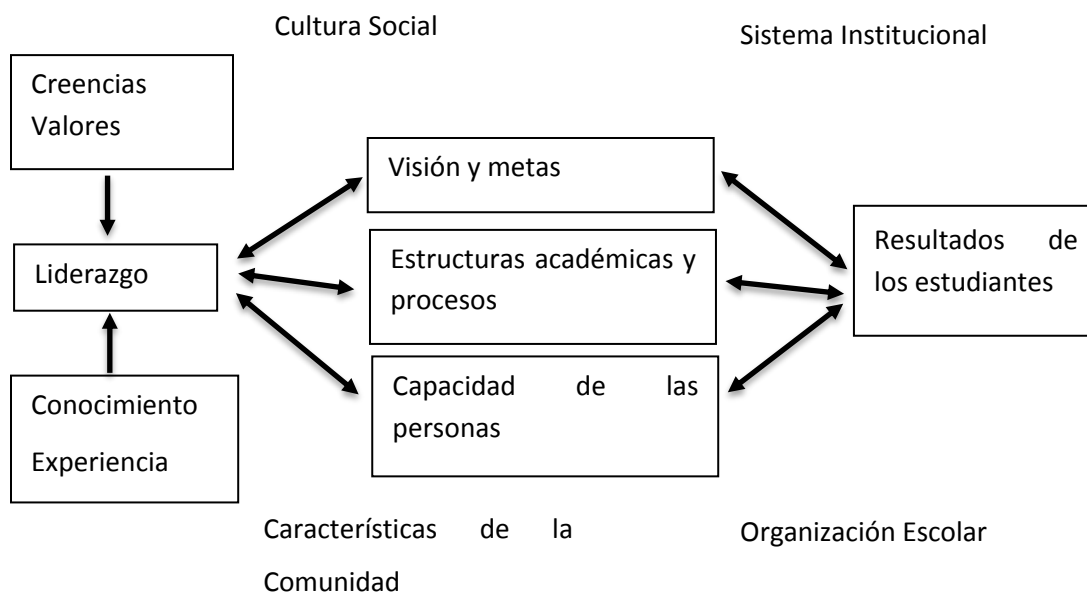 Cultura Social
Sistema Institucional
Creencias
Valores
Visión y metas
Liderazgo
Estructuras académicas y
procesos
Resultados de
los estudiantes
Capacidad de las
personas
Conocimiento
Experiencia
Características de la
Comunidad
Organización Escolar